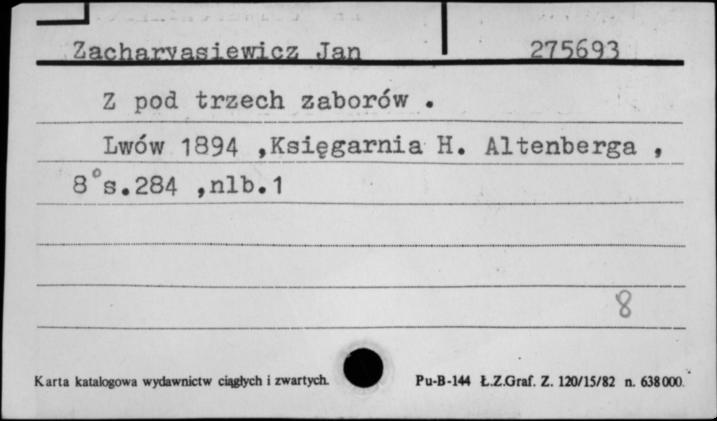 Zacharyasiewicz Jan 275693
Z pod trzech zaborów .
Lwów 1894 ,Księgarnia H. Altenberga ,
8°s.284 ,nlb.1
8
Karta katalogowa wydawnictw ciągłych i zwartych. Pu-B-144 Ł.Z.Graf. Z. 120/15/82 n. 638000.